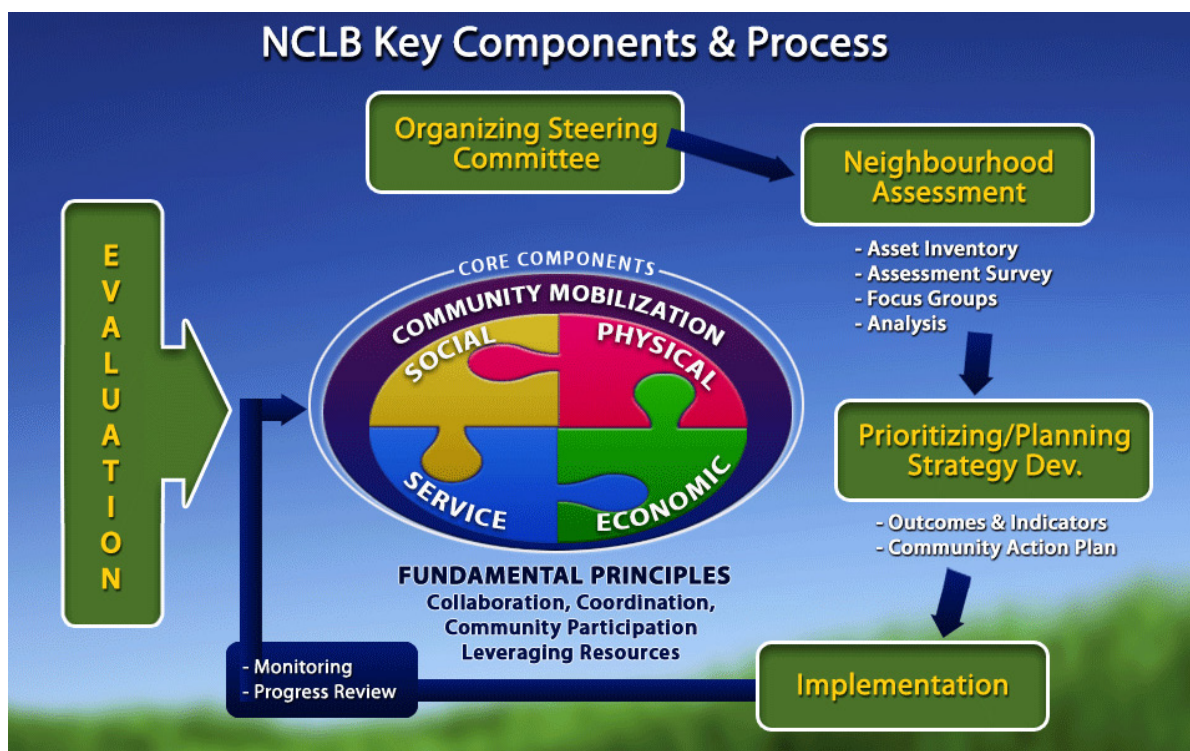 NCLB Key Components & Process
Organizing Steering
Committee
Neighbourhood
Assessment
- Asset Inventory
- Assessment Survey
- Focus Groups
- Analysis
Prioritizing/Planning
Strategy Dev.
- Outcomes & Indicators
- Community Action Plan
Implementation
- Monitoring
- Progress Review
EVALUATION
CORE COMPONENTS
COMMUNITY MOBILIZATION
SOCIAL
PHYSICAL
SERVICE
ECONOMIC
FUNDAMENTAL PRINCIPLES
Collaboration, Coordination,
Community Participation
Leveraging Resources